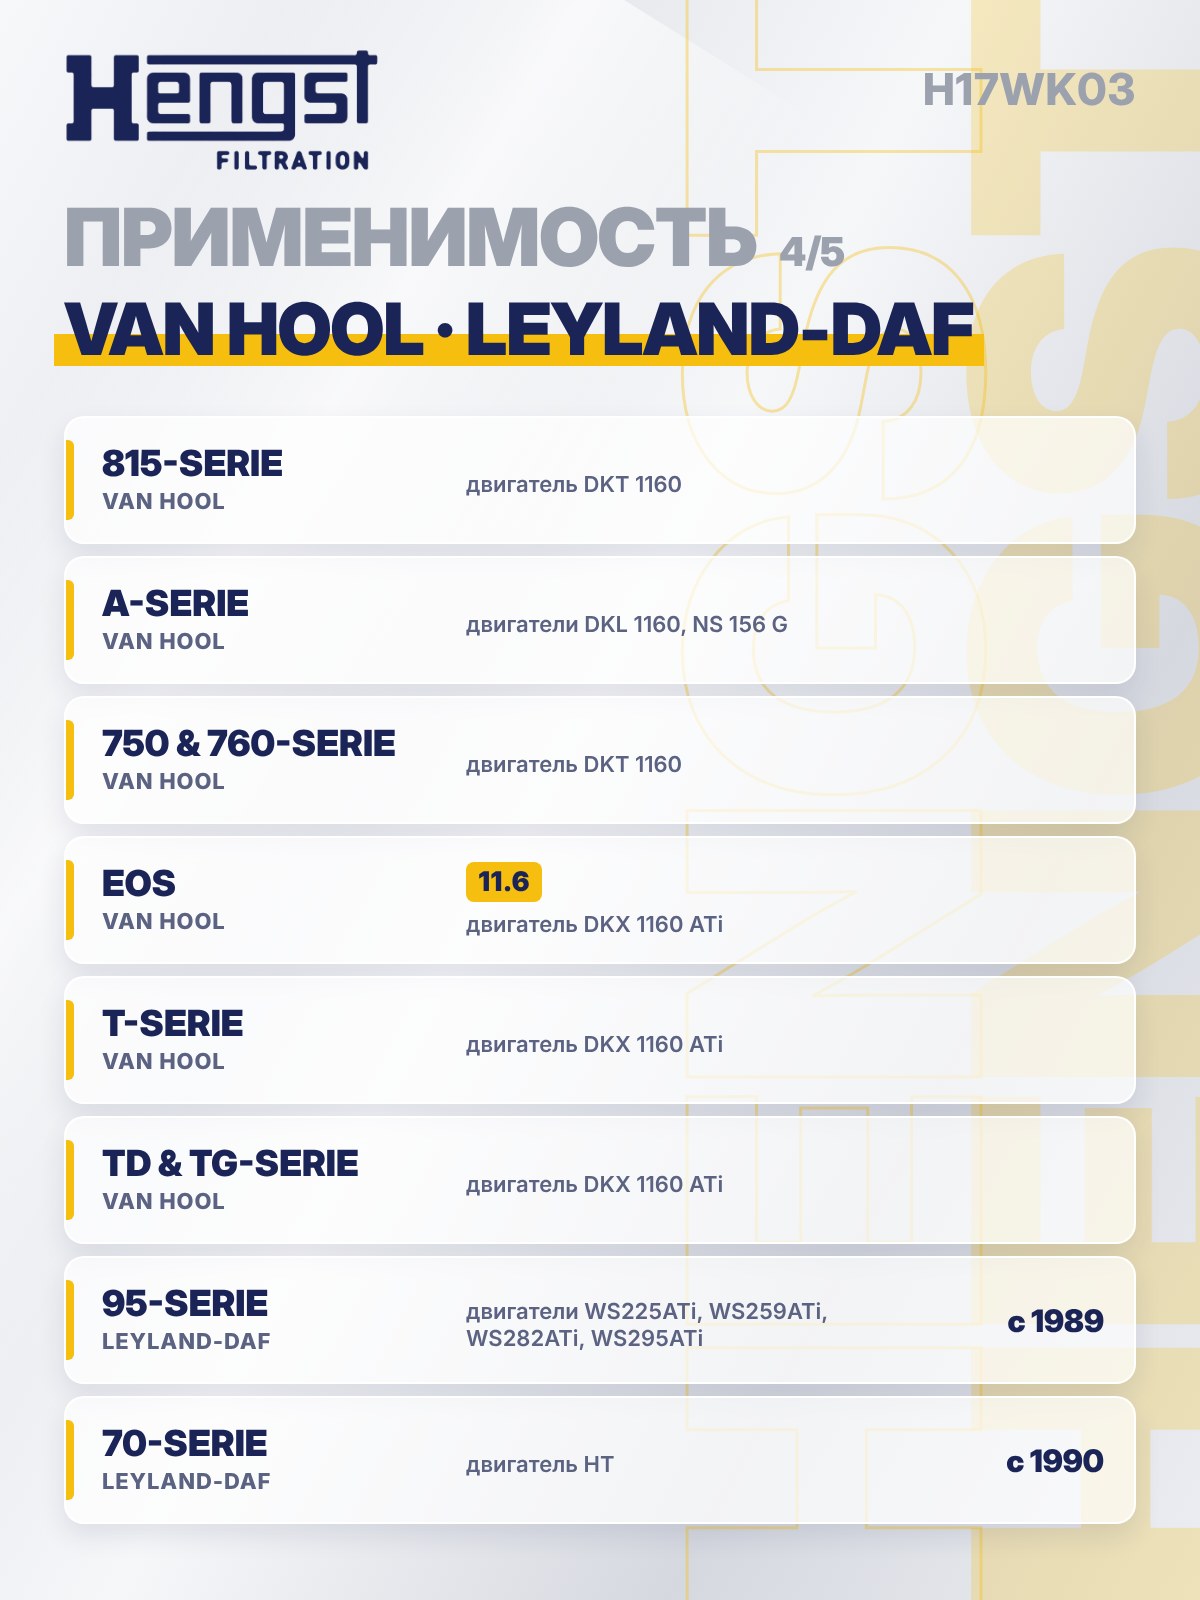 Hengst
FILTRATION
H17WK03
ПРИМЕНИМОСТЬ 4/5
VAN HOOL · LEYLAND-DAF
815-SERIE
VAN HOOL
двигатель DKT 1160
A-SERIE
VAN HOOL
двигатели DKL 1160, NS 156 G
750 & 760-SERIE
VAN HOOL
двигатель DKT 1160
EOS
VAN HOOL
11.6
двигатель DKX 1160 ATi
T-SERIE
VAN HOOL
двигатель DKX 1160 ATi
TD & TG-SERIE
VAN HOOL
двигатель DKX 1160 ATi
95-SERIE
LEYLAND-DAF
двигатели WS225ATi, WS259ATi,
WS282ATi, WS295ATi
с 1989
70-SERIE
LEYLAND-DAF
двигатель HT
с 1990
HENGST
HENGST